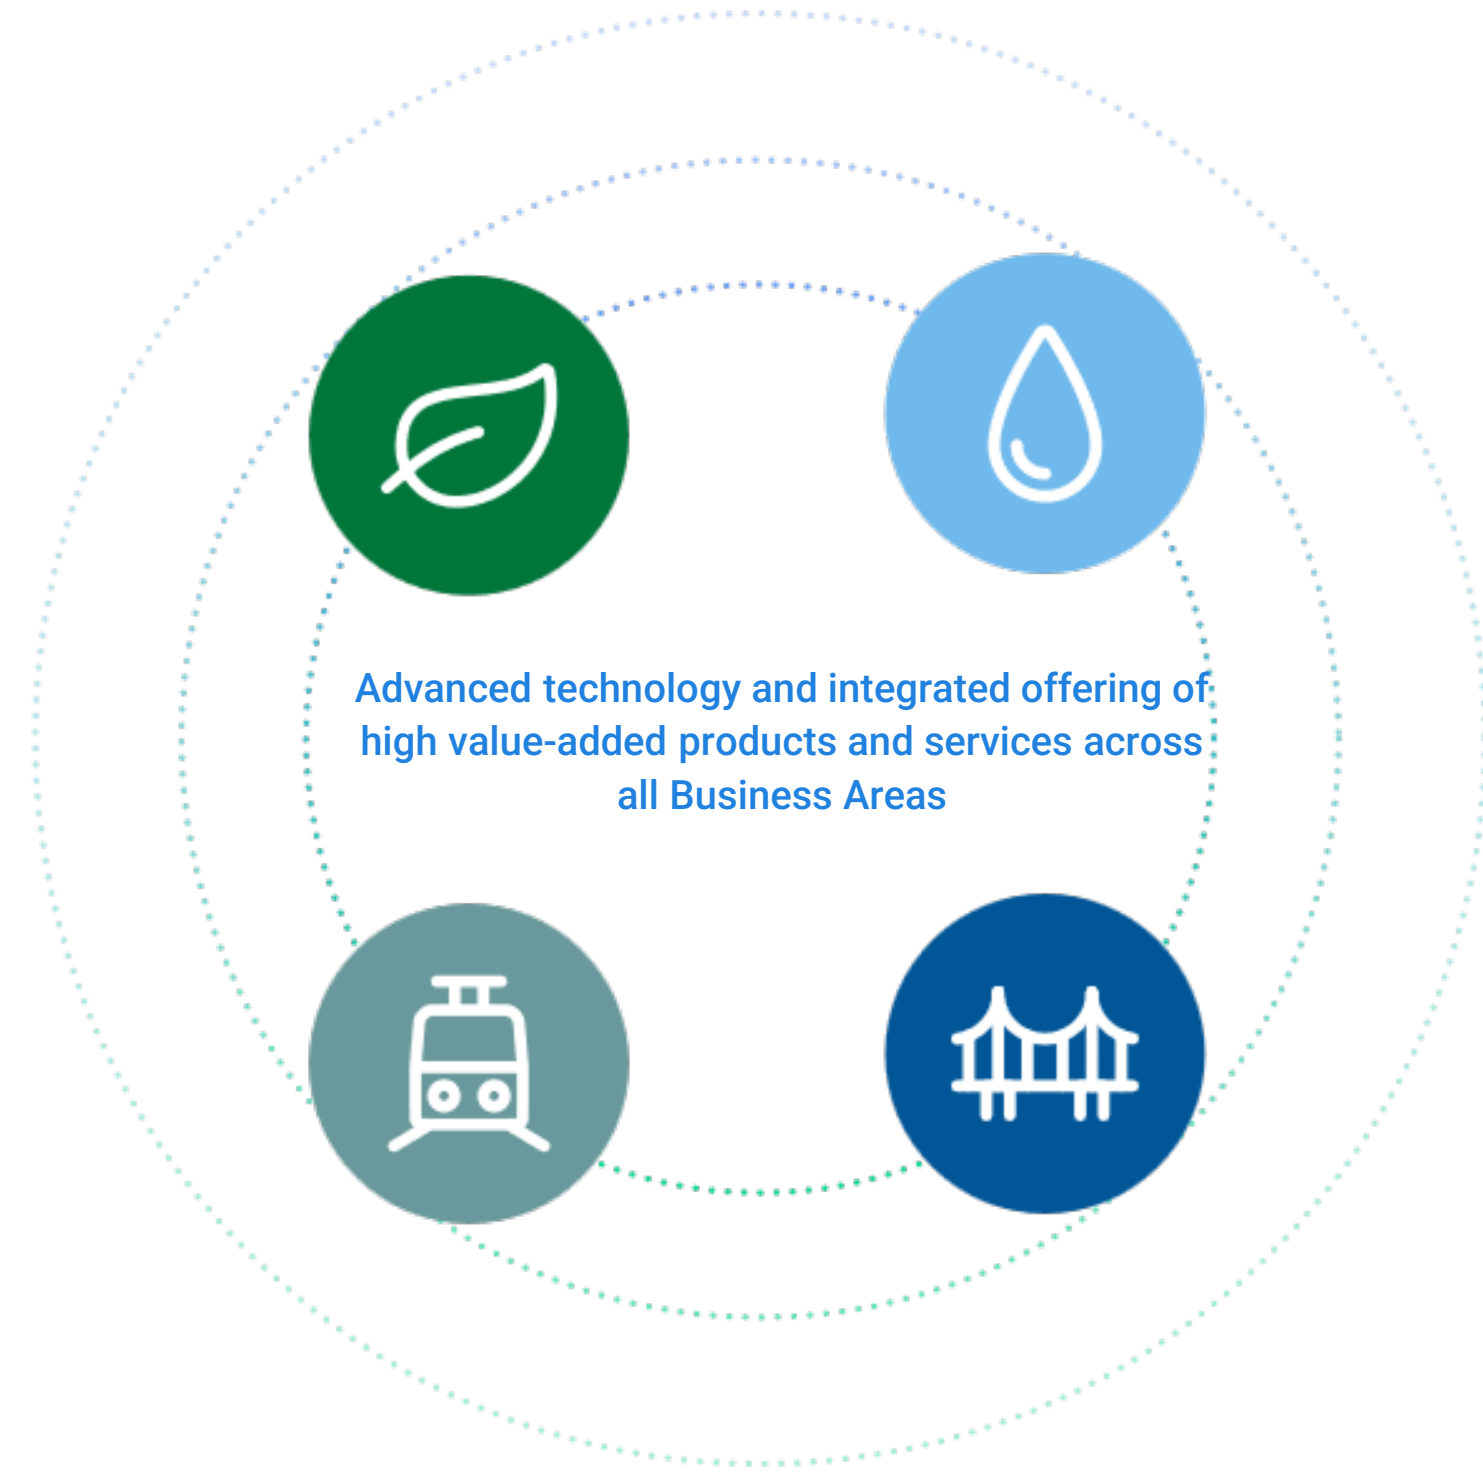 Advanced technology and integrated offering of
high value-added products and services across
all Business Areas